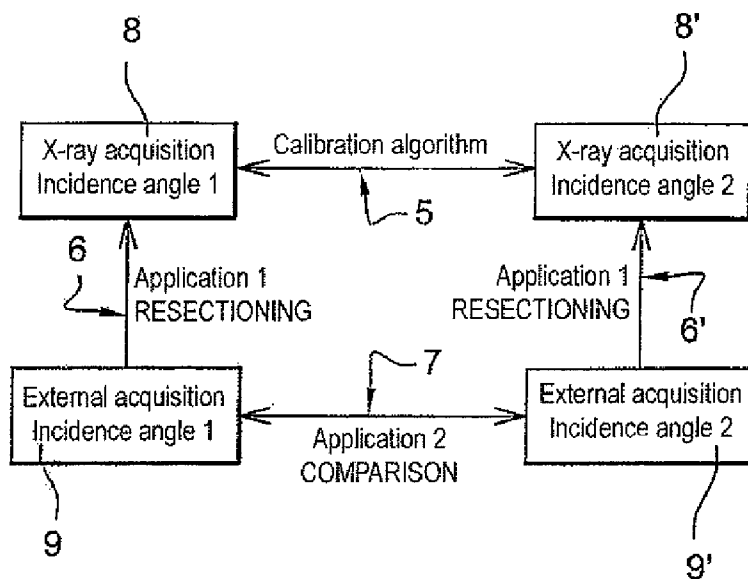 8
8'
X-ray acquisition
Incidence angle 1
Calibration algorithm
X-ray acquisition
Incidence angle 2
5
6
Application 1
RESECTIONING
Application 1
RESECTIONING
6'
7
External acquisition
Incidence angle 1
Application 2
COMPARISON
External acquisition
Incidence angle 2
9
9'